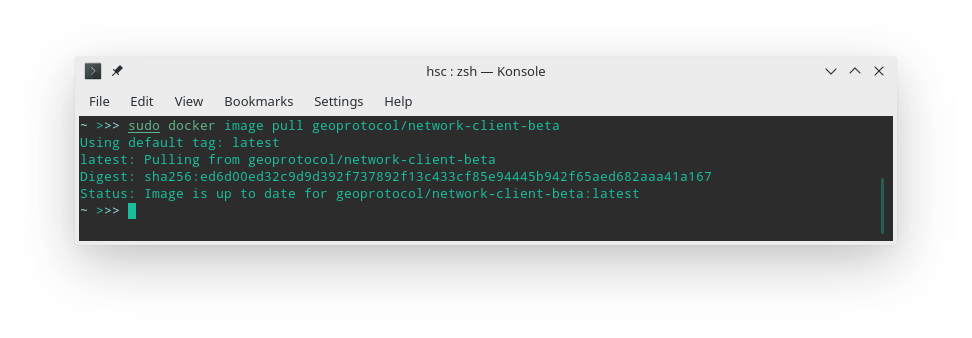 hsc : zsh — Konsole
File Edit View Bookmarks Settings Help
~ >>> sudo docker image pull geoprotocol/network-client-beta
Using default tag: latest
latest: Pulling from geoprotocol/network-client-beta
Digest: sha256:ed6d00ed32c9d9d392f737892f13c433cf85e94445b942f65aed682aaa41a167
Status: Image is up to date for geoprotocol/network-client-beta:latest
~ >>>